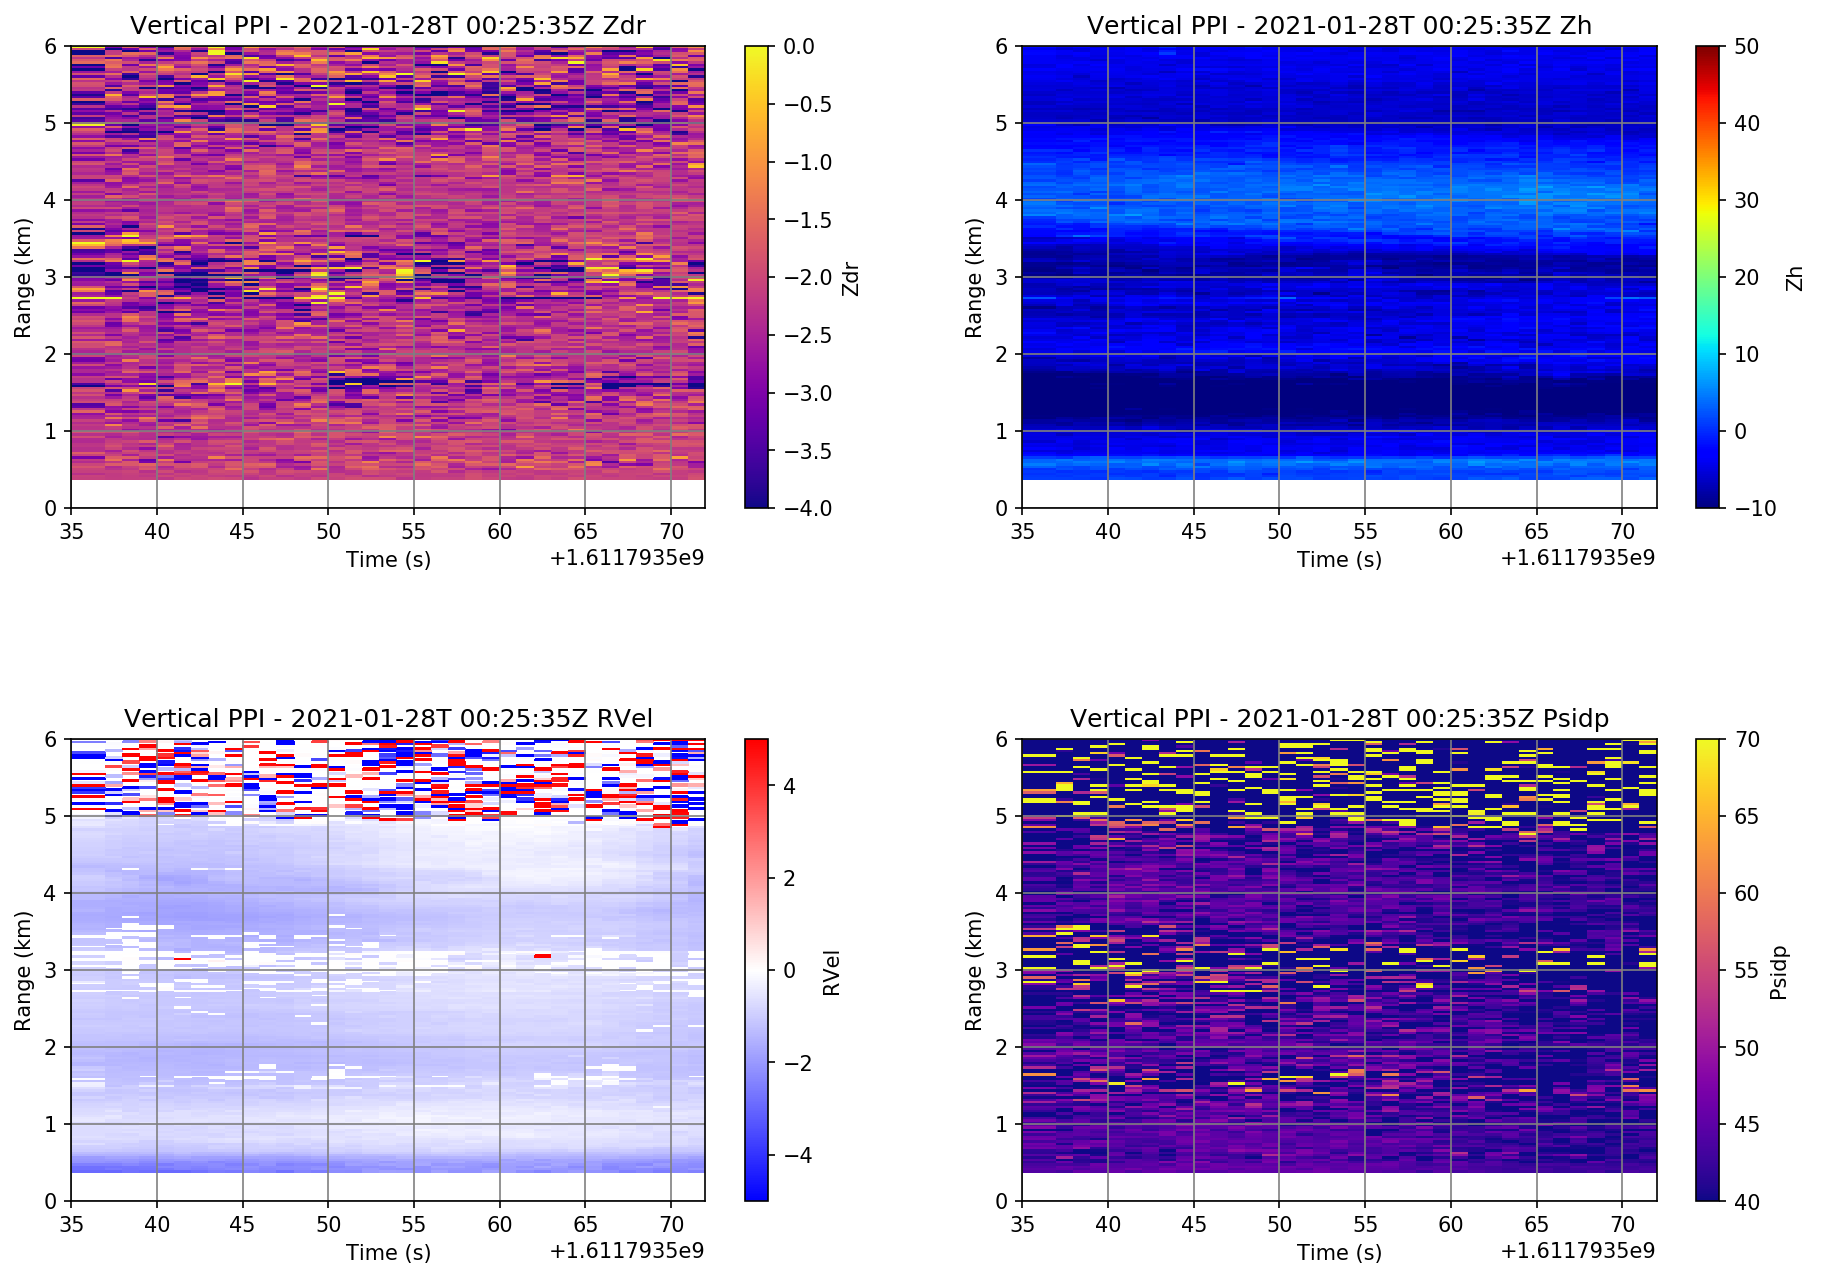 Vertical PPI - 2021-01-28T 00:25:35Z Zdr
6
5
4
3
2
1
0
Range (km)
35 40 45 50 55 60 65 70
Time (s)
+1.6117935e9
0.0
−0.5
−1.0
−1.5
−2.0
−2.5
−3.0
−3.5
−4.0
Zdr
Vertical PPI - 2021-01-28T 00:25:35Z Zh
6
5
4
3
2
1
0
Range (km)
35 40 45 50 55 60 65 70
Time (s)
+1.6117935e9
50
40
30
20
10
0
−10
Zh
Vertical PPI - 2021-01-28T 00:25:35Z RVel
6
5
4
3
2
1
0
Range (km)
35 40 45 50 55 60 65 70
Time (s)
+1.6117935e9
4
2
0
−2
−4
RVel
Vertical PPI - 2021-01-28T 00:25:35Z Psidp
6
5
4
3
2
1
0
Range (km)
35 40 45 50 55 60 65 70
Time (s)
+1.6117935e9
70
65
60
55
50
45
40
Psidp